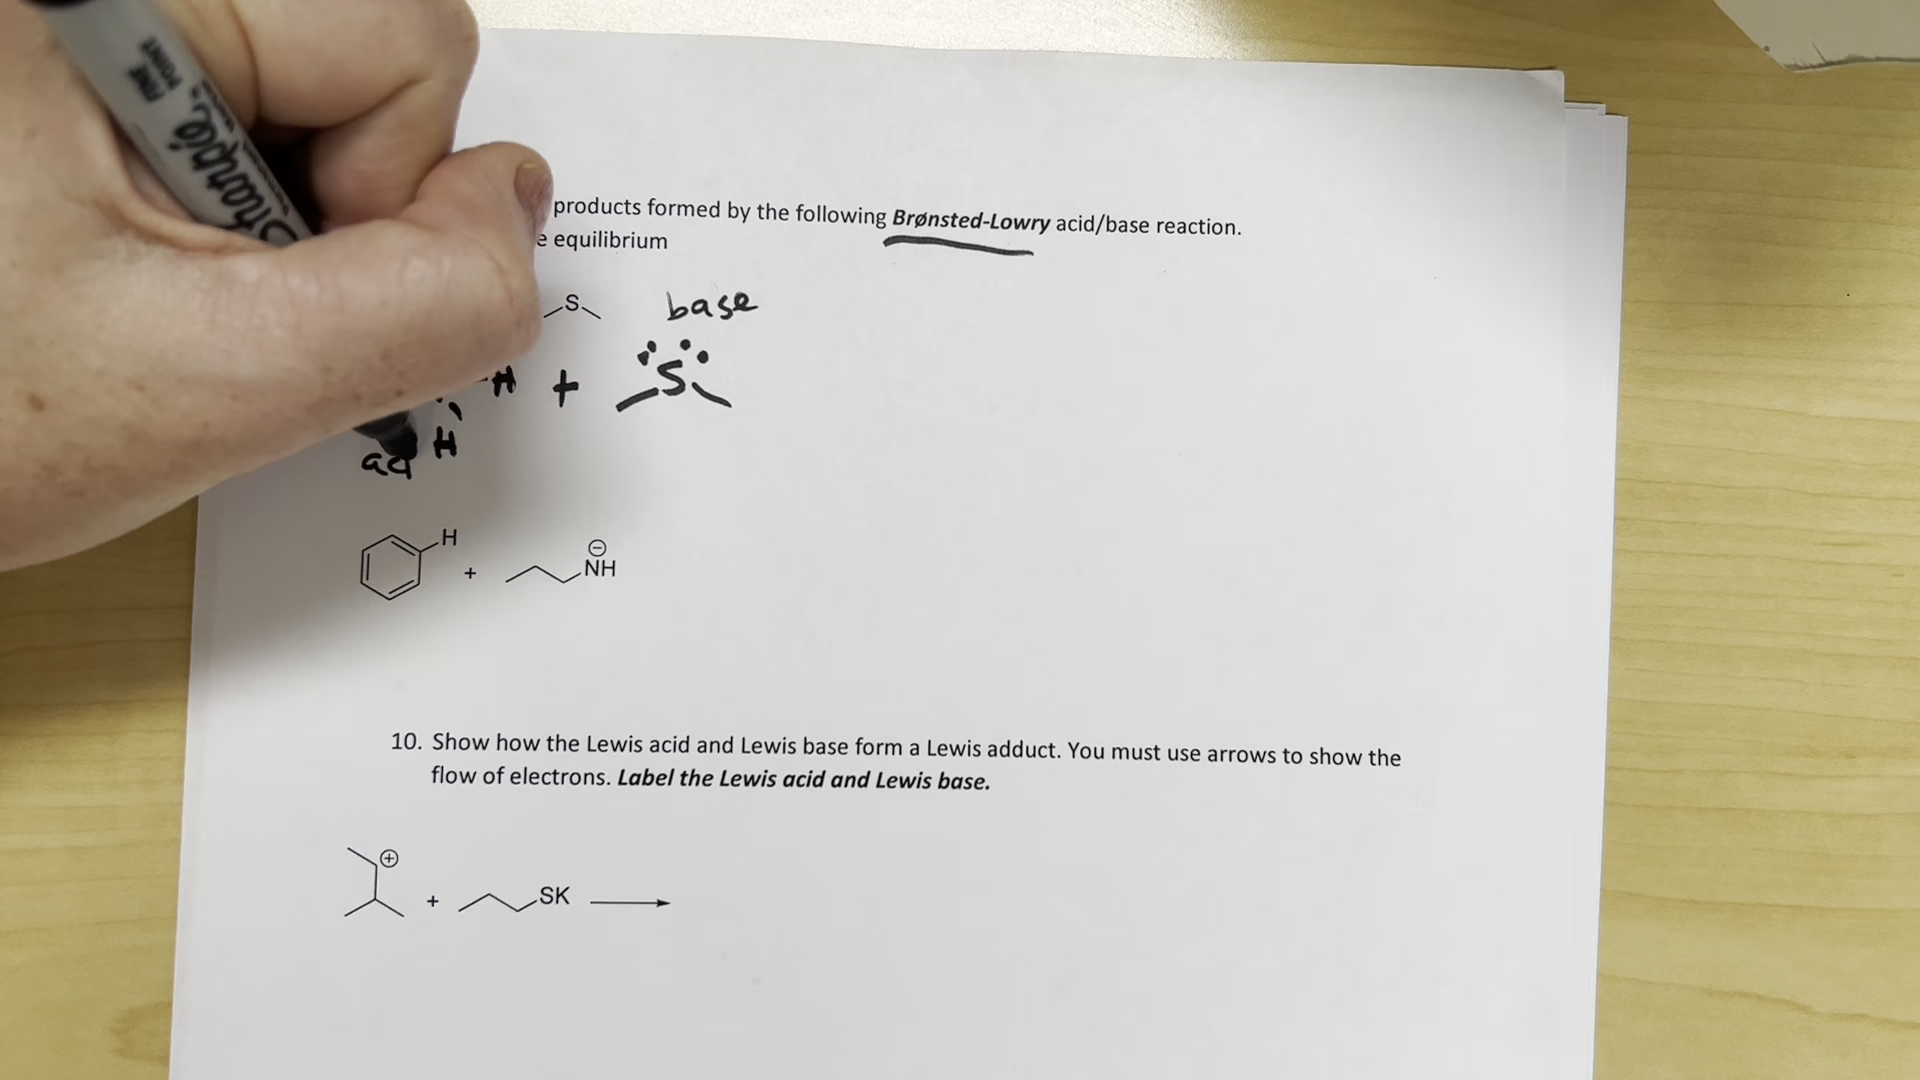 FINE POINT
Sharpie
products formed by the following Brønsted-Lowry acid/base reaction.
e equilibrium
S
base
H + S
H
H
+ NH
10. Show how the Lewis acid and Lewis base form a Lewis adduct. You must use arrows to show the
flow of electrons. Label the Lewis acid and Lewis base.
+
+ SK